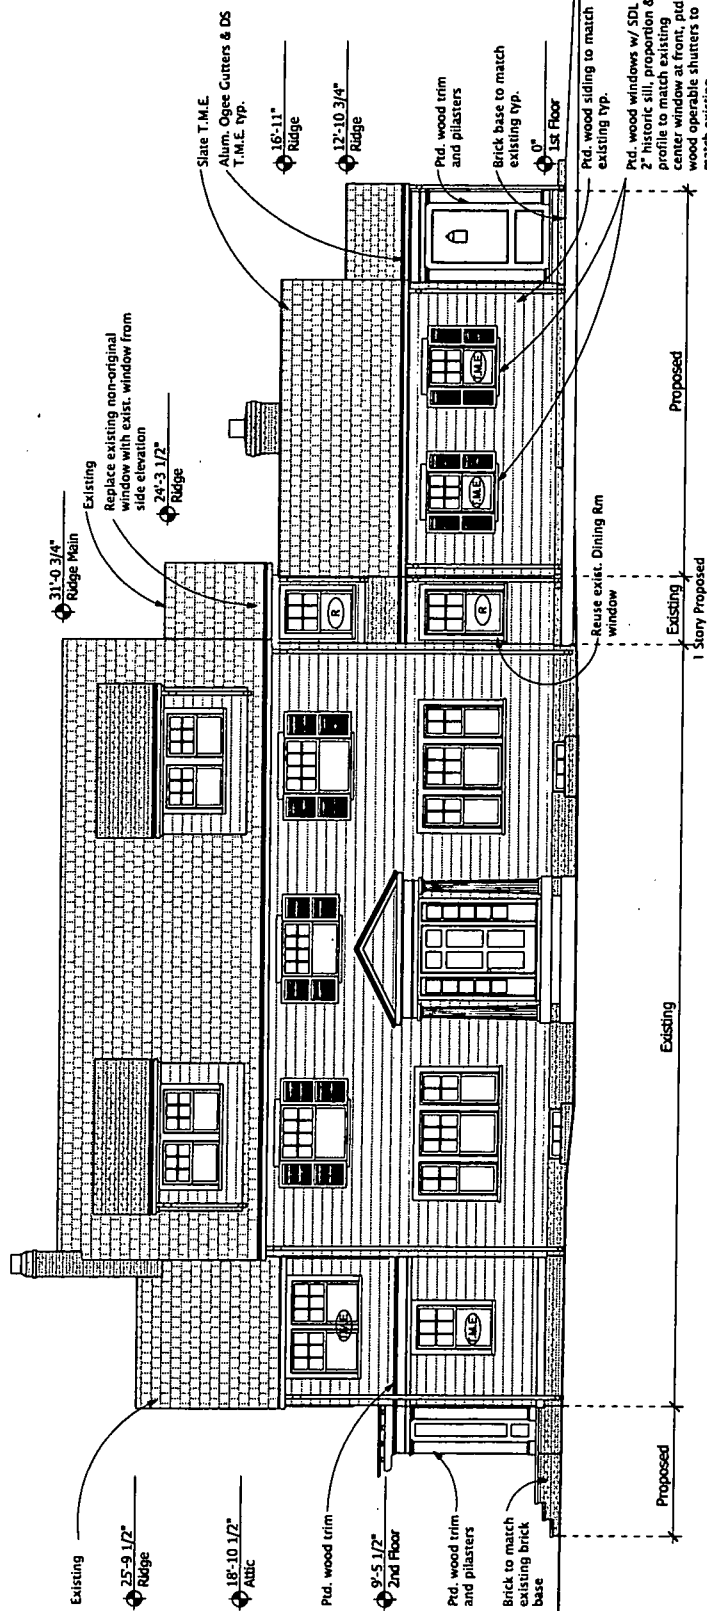 Existing
25'-9 1/2"
Ridge
18'-10 1/2"
Attic
Ptd. wood trim
9'-5 1/2"
2nd Floor
Ptd. wood trim
and pilasters
Brick to match
existing brick
base
31'-0 3/4"
Ridge Main
Existing
Replace existing non-original
window with exist. window from
side elevation
24'-3 1/2"
Ridge
Slate T.M.E.
Alum. Ogee Gutters & DS
T.M.E. typ.
16'-11"
Ridge
12'-10 3/4"
Ridge
Ptd. wood trim
and pilasters
Brick base to match
existing typ.
0"
1st Floor
Ptd. wood siding to match
existing typ.
Ptd. wood windows w/ SDL
2" historic sill, proportion &
profile to match existing
center window at front, ptd
wood operable shutters to
match existing
T.M.E.
T.M.E.
R
R
T.M.E.
T.M.E.
Reuse exist. Dining Rm
window
Proposed
Existing
Existing
Proposed
1 Story Proposed